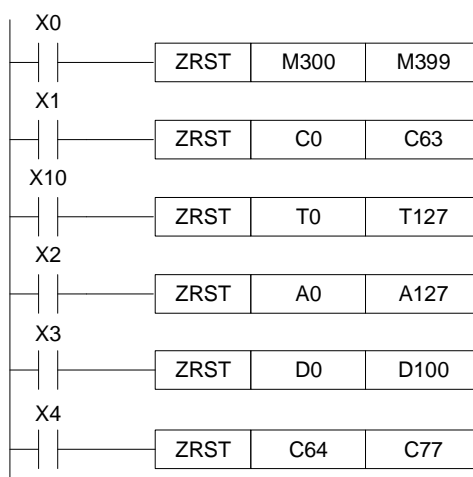 X0
ZRST M300 M399
X1
ZRST C0 C63
X10
ZRST T0 T127
X2
ZRST A0 A127
X3
ZRST D0 D100
X4
ZRST C64 C77